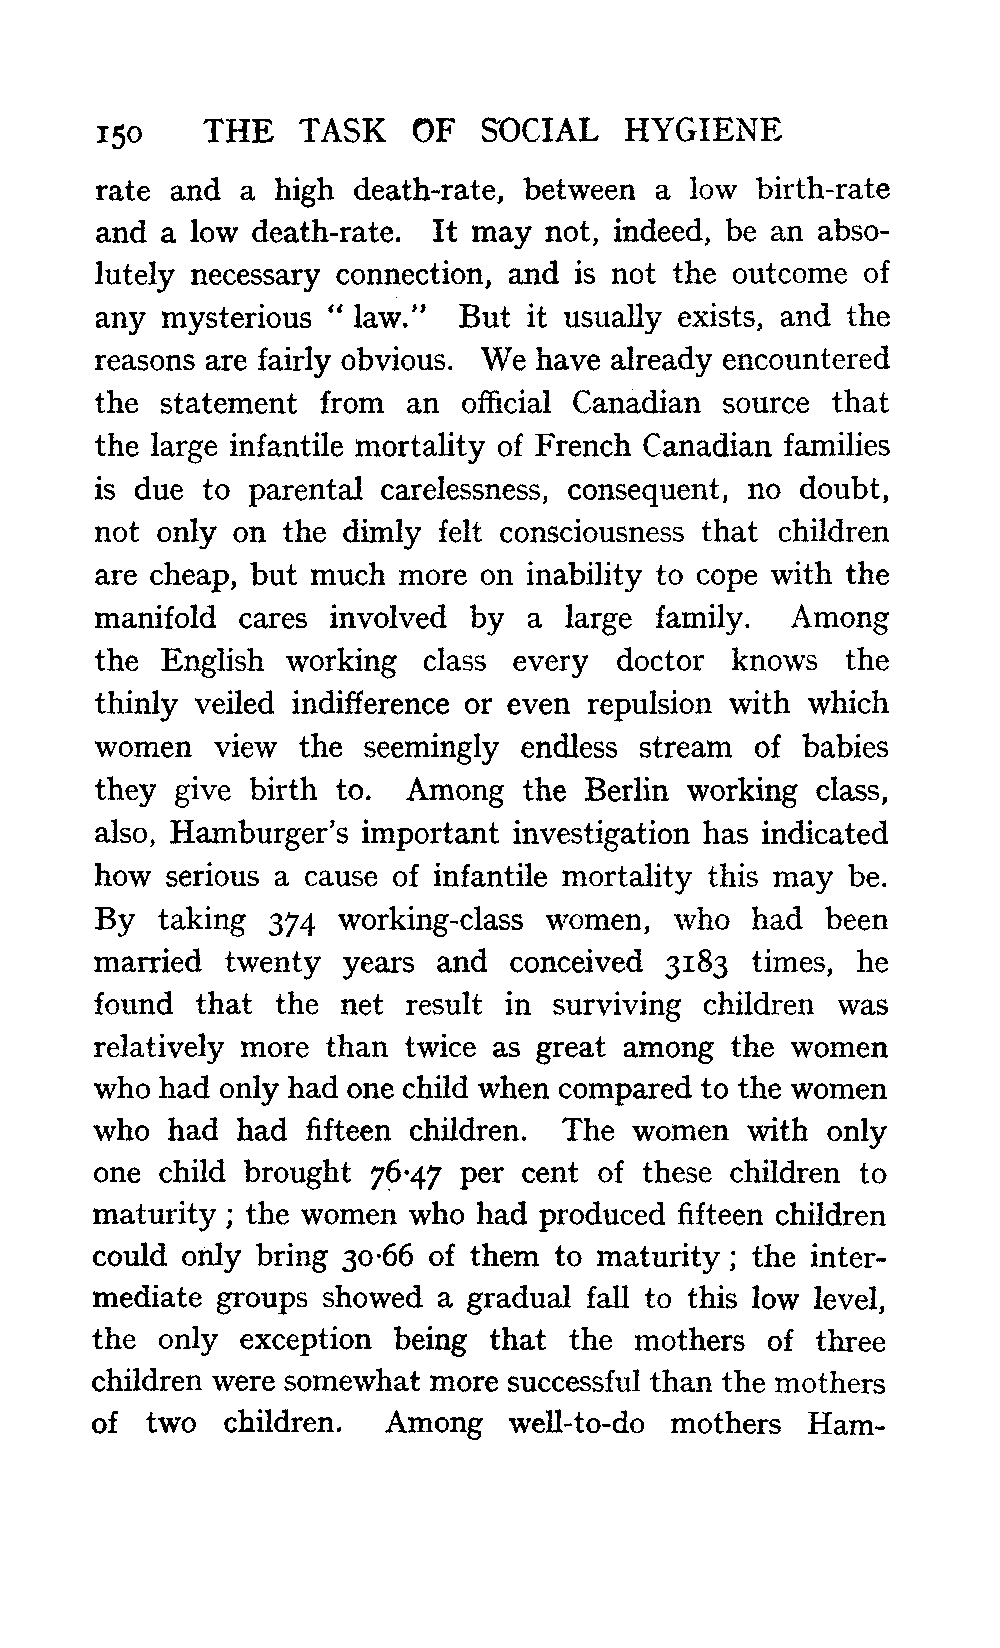 150 THE TASK OF SOCIAL HYGIENE
rate and a high death-rate, between a low birth-rate
and a low death-rate. It may not, indeed, be an abso-
lutely necessary connection, and is not the outcome of
any mysterious “ law.” But it usually exists, and the
reasons are fairly obvious. We have already encountered
the statement from an official Canadian source that
the large infantile mortality of French Canadian families
is due to parental carelessness, consequent, no doubt,
not only on the dimly felt consciousness that children
are cheap, but much more on inability to cope with the
manifold cares involved by a large family. Among
the English working class every doctor knows the
thinly veiled indifference or even repulsion with which
women view the seemingly endless stream of babies
they give birth to. Among the Berlin working class,
also, Hamburger's important investigation has indicated
how serious a cause of infantile mortality this may be.
By taking 374 working-class women, who had been
married twenty years and conceived 3183 times, he
found that the net result in surviving children was
relatively more than twice as great among the women
who had only had one child when compared to the women
who had had fifteen children. The women with only
one child brought 76·47 per cent of these children to
maturity ; the women who had produced fifteen children
could only bring 30·66 of them to maturity ; the inter-
mediate groups showed a gradual fall to this low level,
the only exception being that the mothers of three
children were somewhat more successful than the mothers
of two children. Among well-to-do mothers Ham-